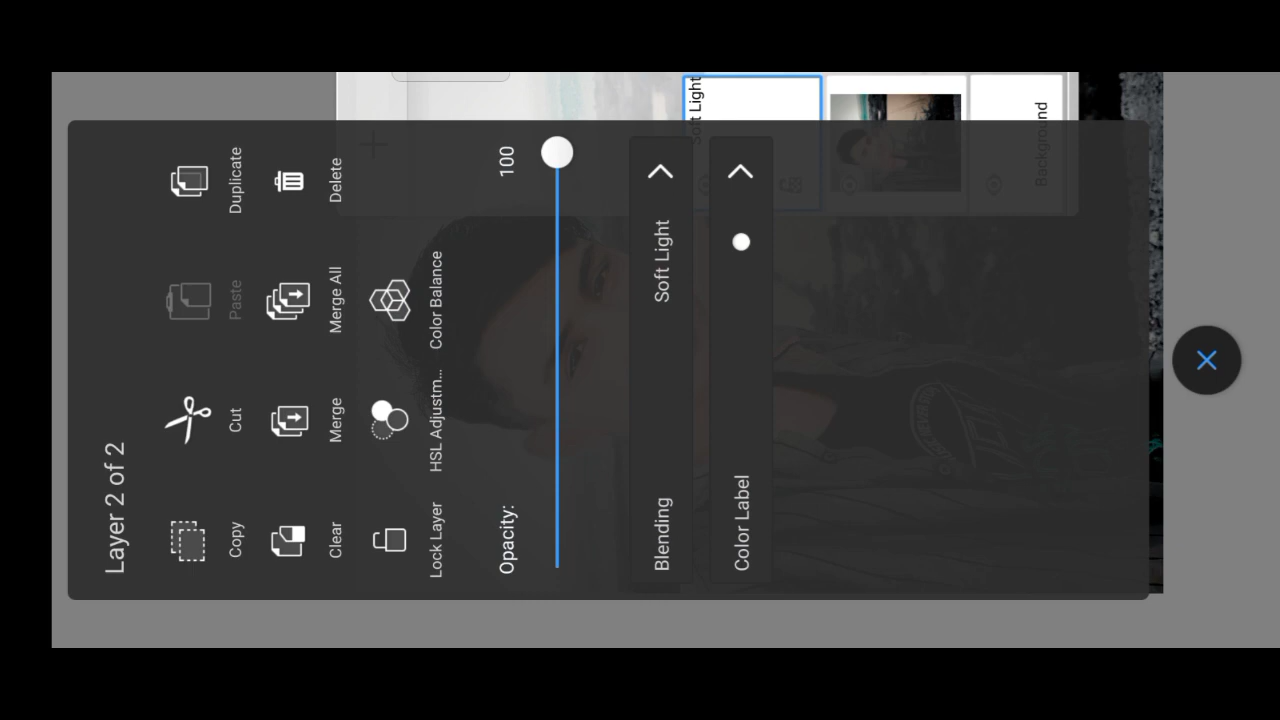 Layer 2 of 2
Copy
Cut
Paste
Duplicate
Clear
Merge
Merge All
Delete
Lock Layer
HSL Adjustm...
Color Balance
Opacity:
100
Blending
Soft Light
Color Label
Soft Light
Background